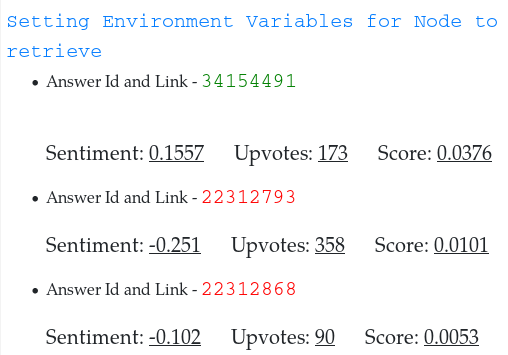 Setting Environment Variables for Node to
retrieve
• Answer Id and Link - 34154491
Sentiment: 0.1557 Upvotes: 173 Score: 0.0376
• Answer Id and Link - 22312793
Sentiment: -0.251 Upvotes: 358 Score: 0.0101
• Answer Id and Link - 22312868
Sentiment: -0.102 Upvotes: 90 Score: 0.0053